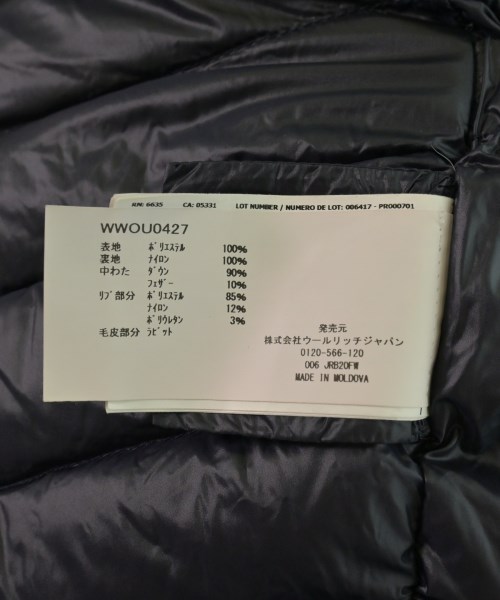 RN: 6635 CA: 05331 LOT NUMBER / NUMERO DE LOT: 006417 - PR000701
WWOU0427
表地 ﾎﾟﾘｴｽﾃﾙ 100%
裏地 ﾅｲﾛﾝ 100%
中わた ﾀﾞｳﾝ 90%
ﾌｪｻﾞｰ 10%
ﾘﾌﾞ部分 ﾎﾟﾘｴｽﾃﾙ 85%
ﾅｲﾛﾝ 12%
ﾎﾟﾘｳﾚﾀﾝ 3%
毛皮部分 ﾗﾋﾞｯﾄ
発売元
株式会社ウールリッチジャパン
0120-566-120
006 JRB20FW
MADE IN MOLDOVA